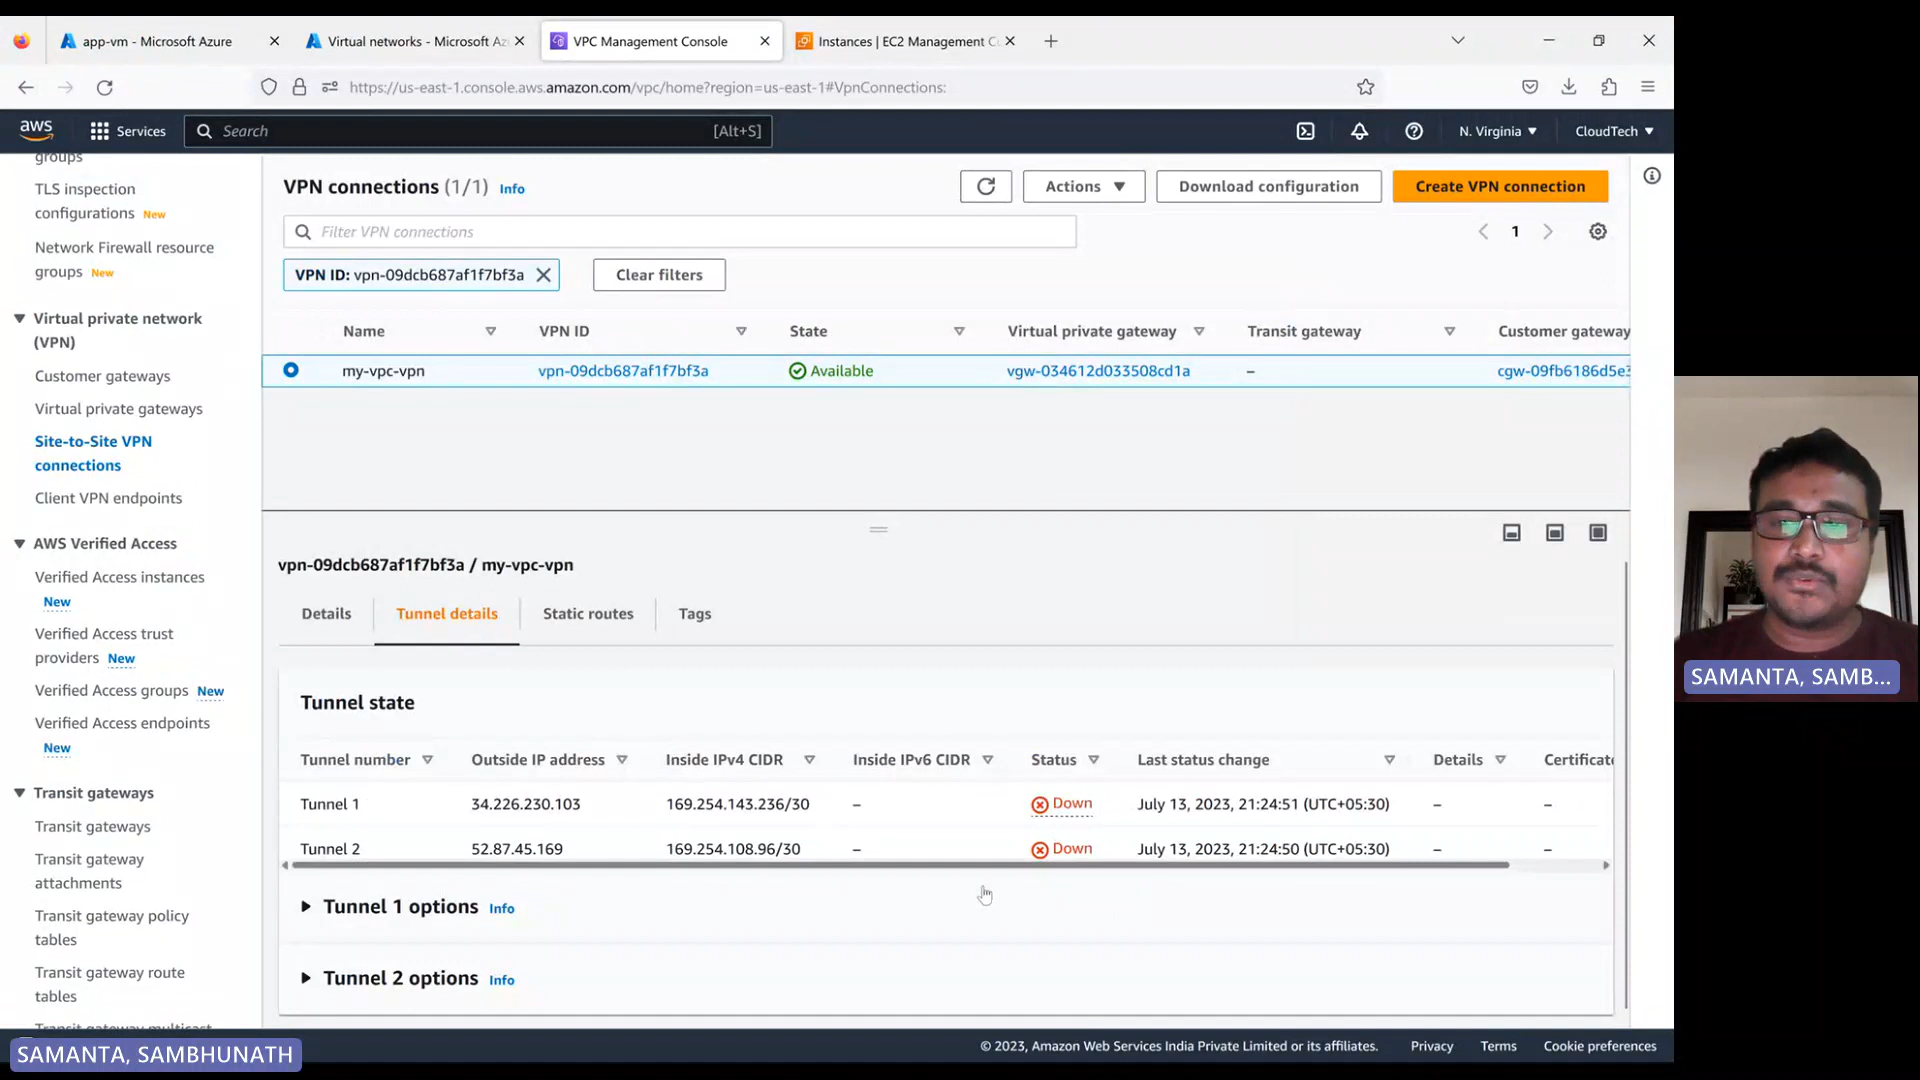 app-vm - Microsoft Azure
Virtual networks - Microsoft Az
VPC Management Console
Instances | EC2 Management C
https://us-east-1.console.aws.amazon.com/vpc/home?region=us-east-1#VpnConnections:
aws
Services
Search
[Alt+S]
N. Virginia
CloudTech
groups
TLS inspection
configurations New
Network Firewall resource
groups New
Virtual private network
(VPN)
Customer gateways
Virtual private gateways
Site-to-Site VPN
connections
Client VPN endpoints
AWS Verified Access
Verified Access instances
New
Verified Access trust
providers New
Verified Access groups New
Verified Access endpoints
New
Transit gateways
Transit gateways
Transit gateway
attachments
Transit gateway policy
tables
Transit gateway route
tables
Transit gateway multicast
VPN connections (1/1) Info
Actions
Download configuration
Create VPN connection
Filter VPN connections
1
VPN ID: vpn-09dcb687af1f7bf3a
Clear filters
Name VPN ID State Virtual private gateway Transit gateway Customer gateway
my-vpc-vpn vpn-09dcb687af1f7bf3a Available vgw-034612d033508cd1a – cgw-09fb6186d5e3
vpn-09dcb687af1f7bf3a / my-vpc-vpn
Details Tunnel details Static routes Tags
Tunnel state
Tunnel number Outside IP address Inside IPv4 CIDR Inside IPv6 CIDR Status Last status change Details Certificate
Tunnel 1 34.226.230.103 169.254.143.236/30 – Down July 13, 2023, 21:24:51 (UTC+05:30) – –
Tunnel 2 52.87.45.169 169.254.108.96/30 – Down July 13, 2023, 21:24:50 (UTC+05:30) – –
Tunnel 1 options Info
Tunnel 2 options Info
© 2023, Amazon Web Services India Private Limited or its affiliates. Privacy Terms Cookie preferences
SAMANTA, SAMBHUNATH
SAMANTA, SAMB...